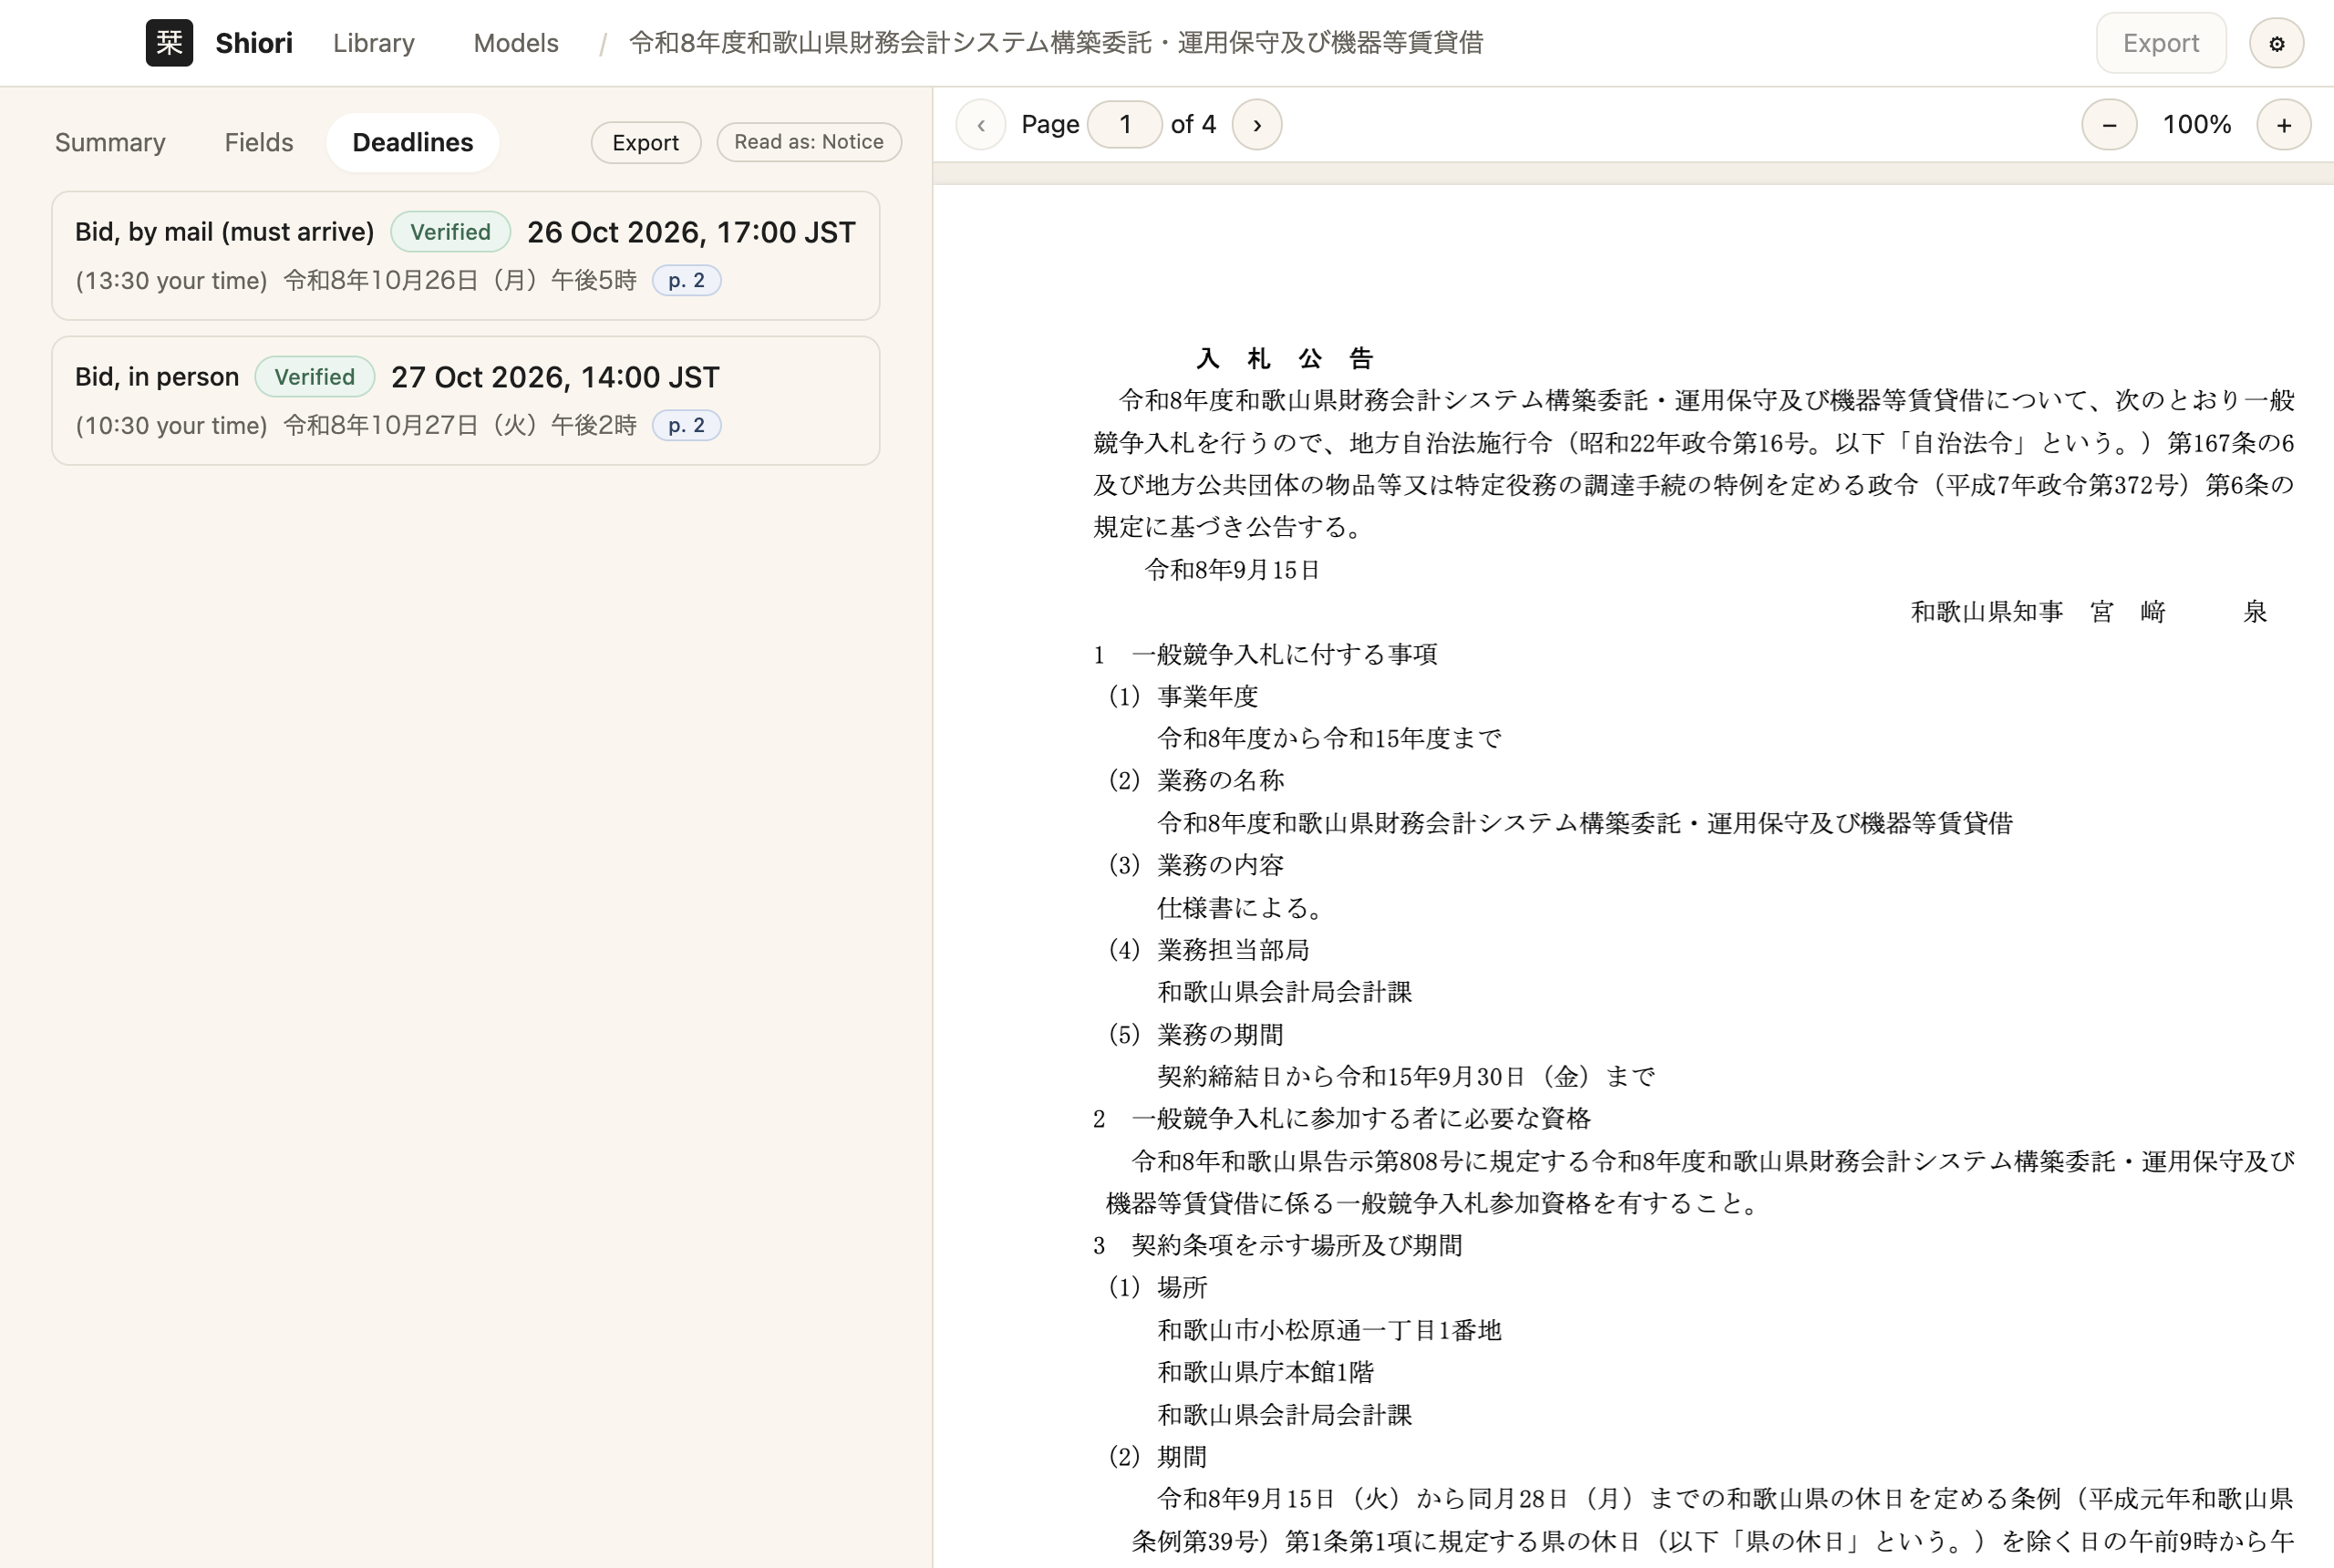 栞 Shiori Library Models / 令和8年度和歌山県財務会計システム構築委託・運用保守及び機器等賃貸借 Export
Summary Fields Deadlines Export Read as: Notice
Bid, by mail (must arrive) Verified 26 Oct 2026, 17:00 JST
(13:30 your time) 令和8年10月26日（月）午後5時 p. 2
Bid, in person Verified 27 Oct 2026, 14:00 JST
(10:30 your time) 令和8年10月27日（火）午後2時 p. 2
‹ Page 1 of 4 › − 100% +
入 札 公 告
令和8年度和歌山県財務会計システム構築委託・運用保守及び機器等賃貸借について、次のとおり一般
競争入札を行うので、地方自治法施行令（昭和22年政令第16号。以下「自治法令」という。）第167条の6
及び地方公共団体の物品等又は特定役務の調達手続の特例を定める政令（平成7年政令第372号）第6条の
規定に基づき公告する。
令和8年9月15日
和歌山県知事 宮 﨑 泉
1 一般競争入札に付する事項
(1) 事業年度
令和8年度から令和15年度まで
(2) 業務の名称
令和8年度和歌山県財務会計システム構築委託・運用保守及び機器等賃貸借
(3) 業務の内容
仕様書による。
(4) 業務担当部局
和歌山県会計局会計課
(5) 業務の期間
契約締結日から令和15年9月30日（金）まで
2 一般競争入札に参加する者に必要な資格
令和8年和歌山県告示第808号に規定する令和8年度和歌山県財務会計システム構築委託・運用保守及び
機器等賃貸借に係る一般競争入札参加資格を有すること。
3 契約条項を示す場所及び期間
(1) 場所
和歌山市小松原通一丁目1番地
和歌山県庁本館1階
和歌山県会計局会計課
(2) 期間
令和8年9月15日（火）から同月28日（月）までの和歌山県の休日を定める条例（平成元年和歌山県
条例第39号）第1条第1項に規定する県の休日（以下「県の休日」という。）を除く日の午前9時から午